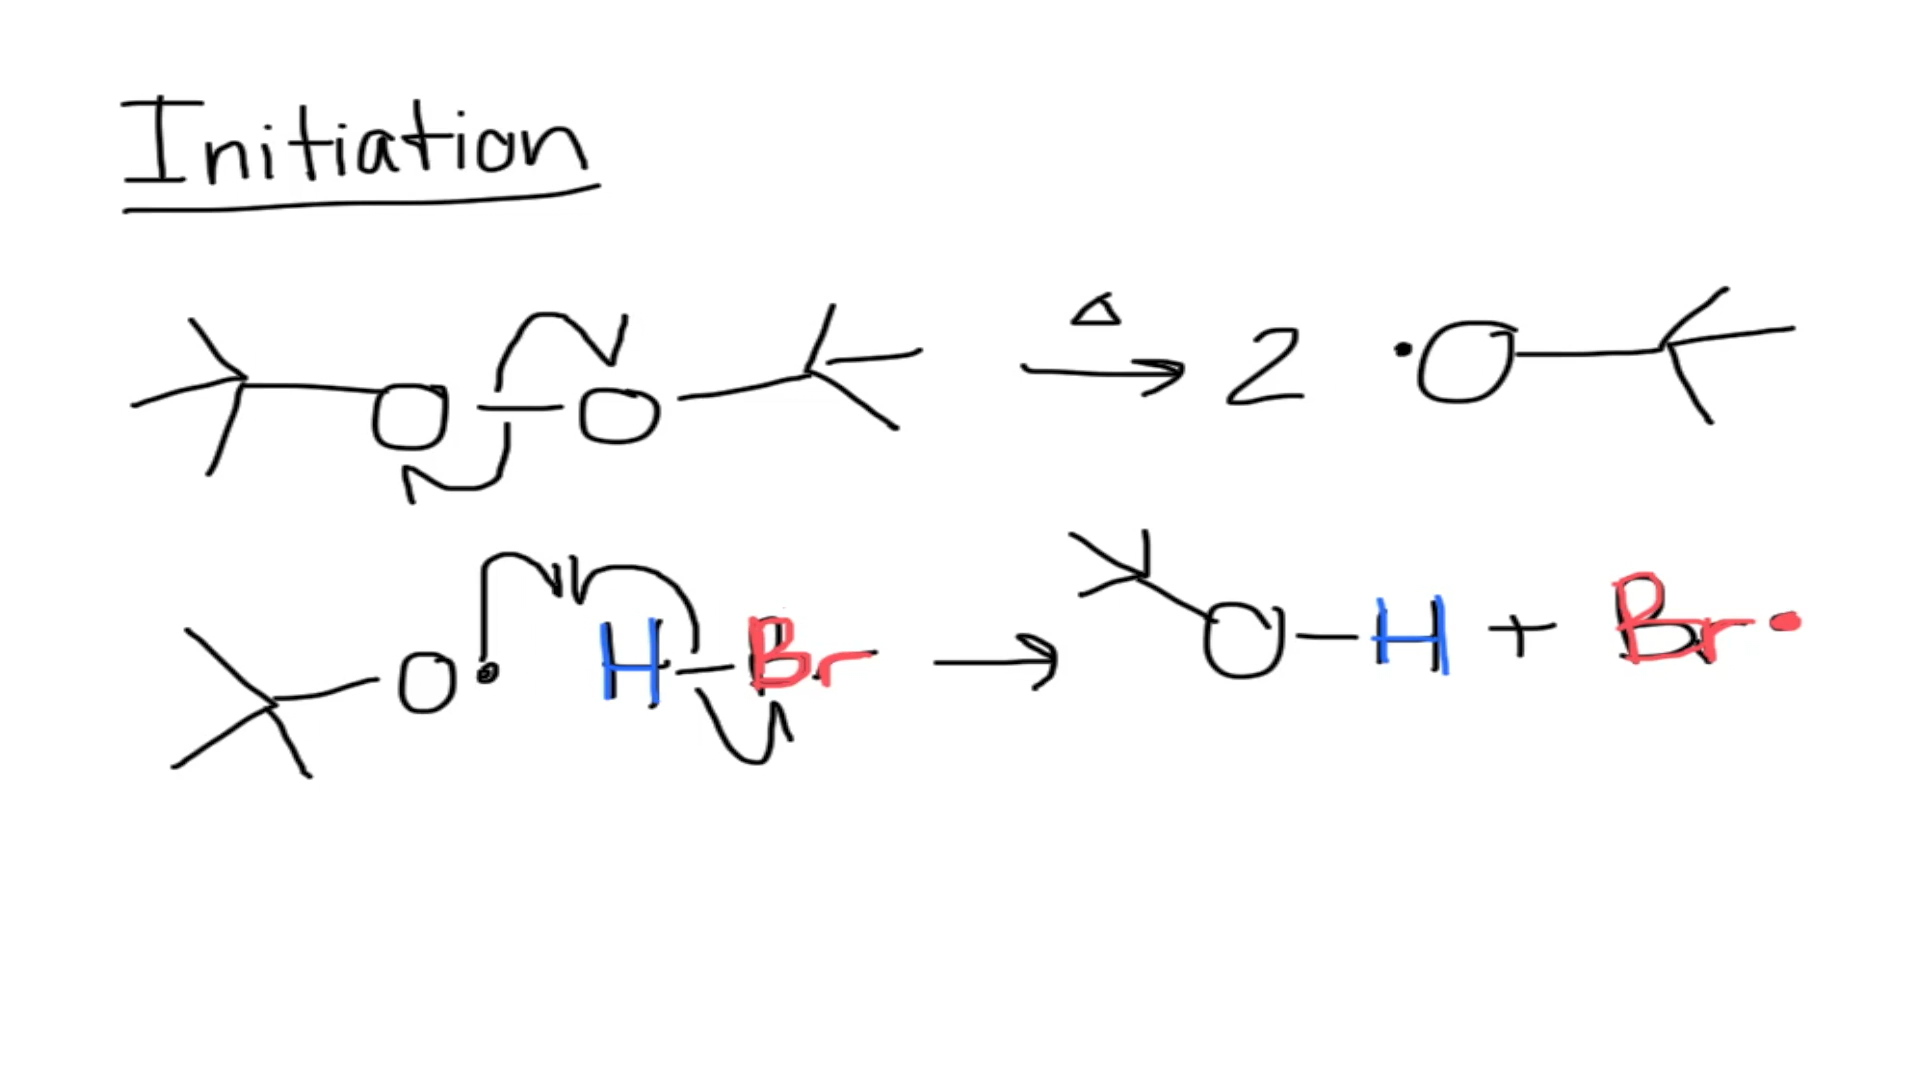 Initiation
O — O Δ → 2 ·O
O· H — Br → O — H + Br·